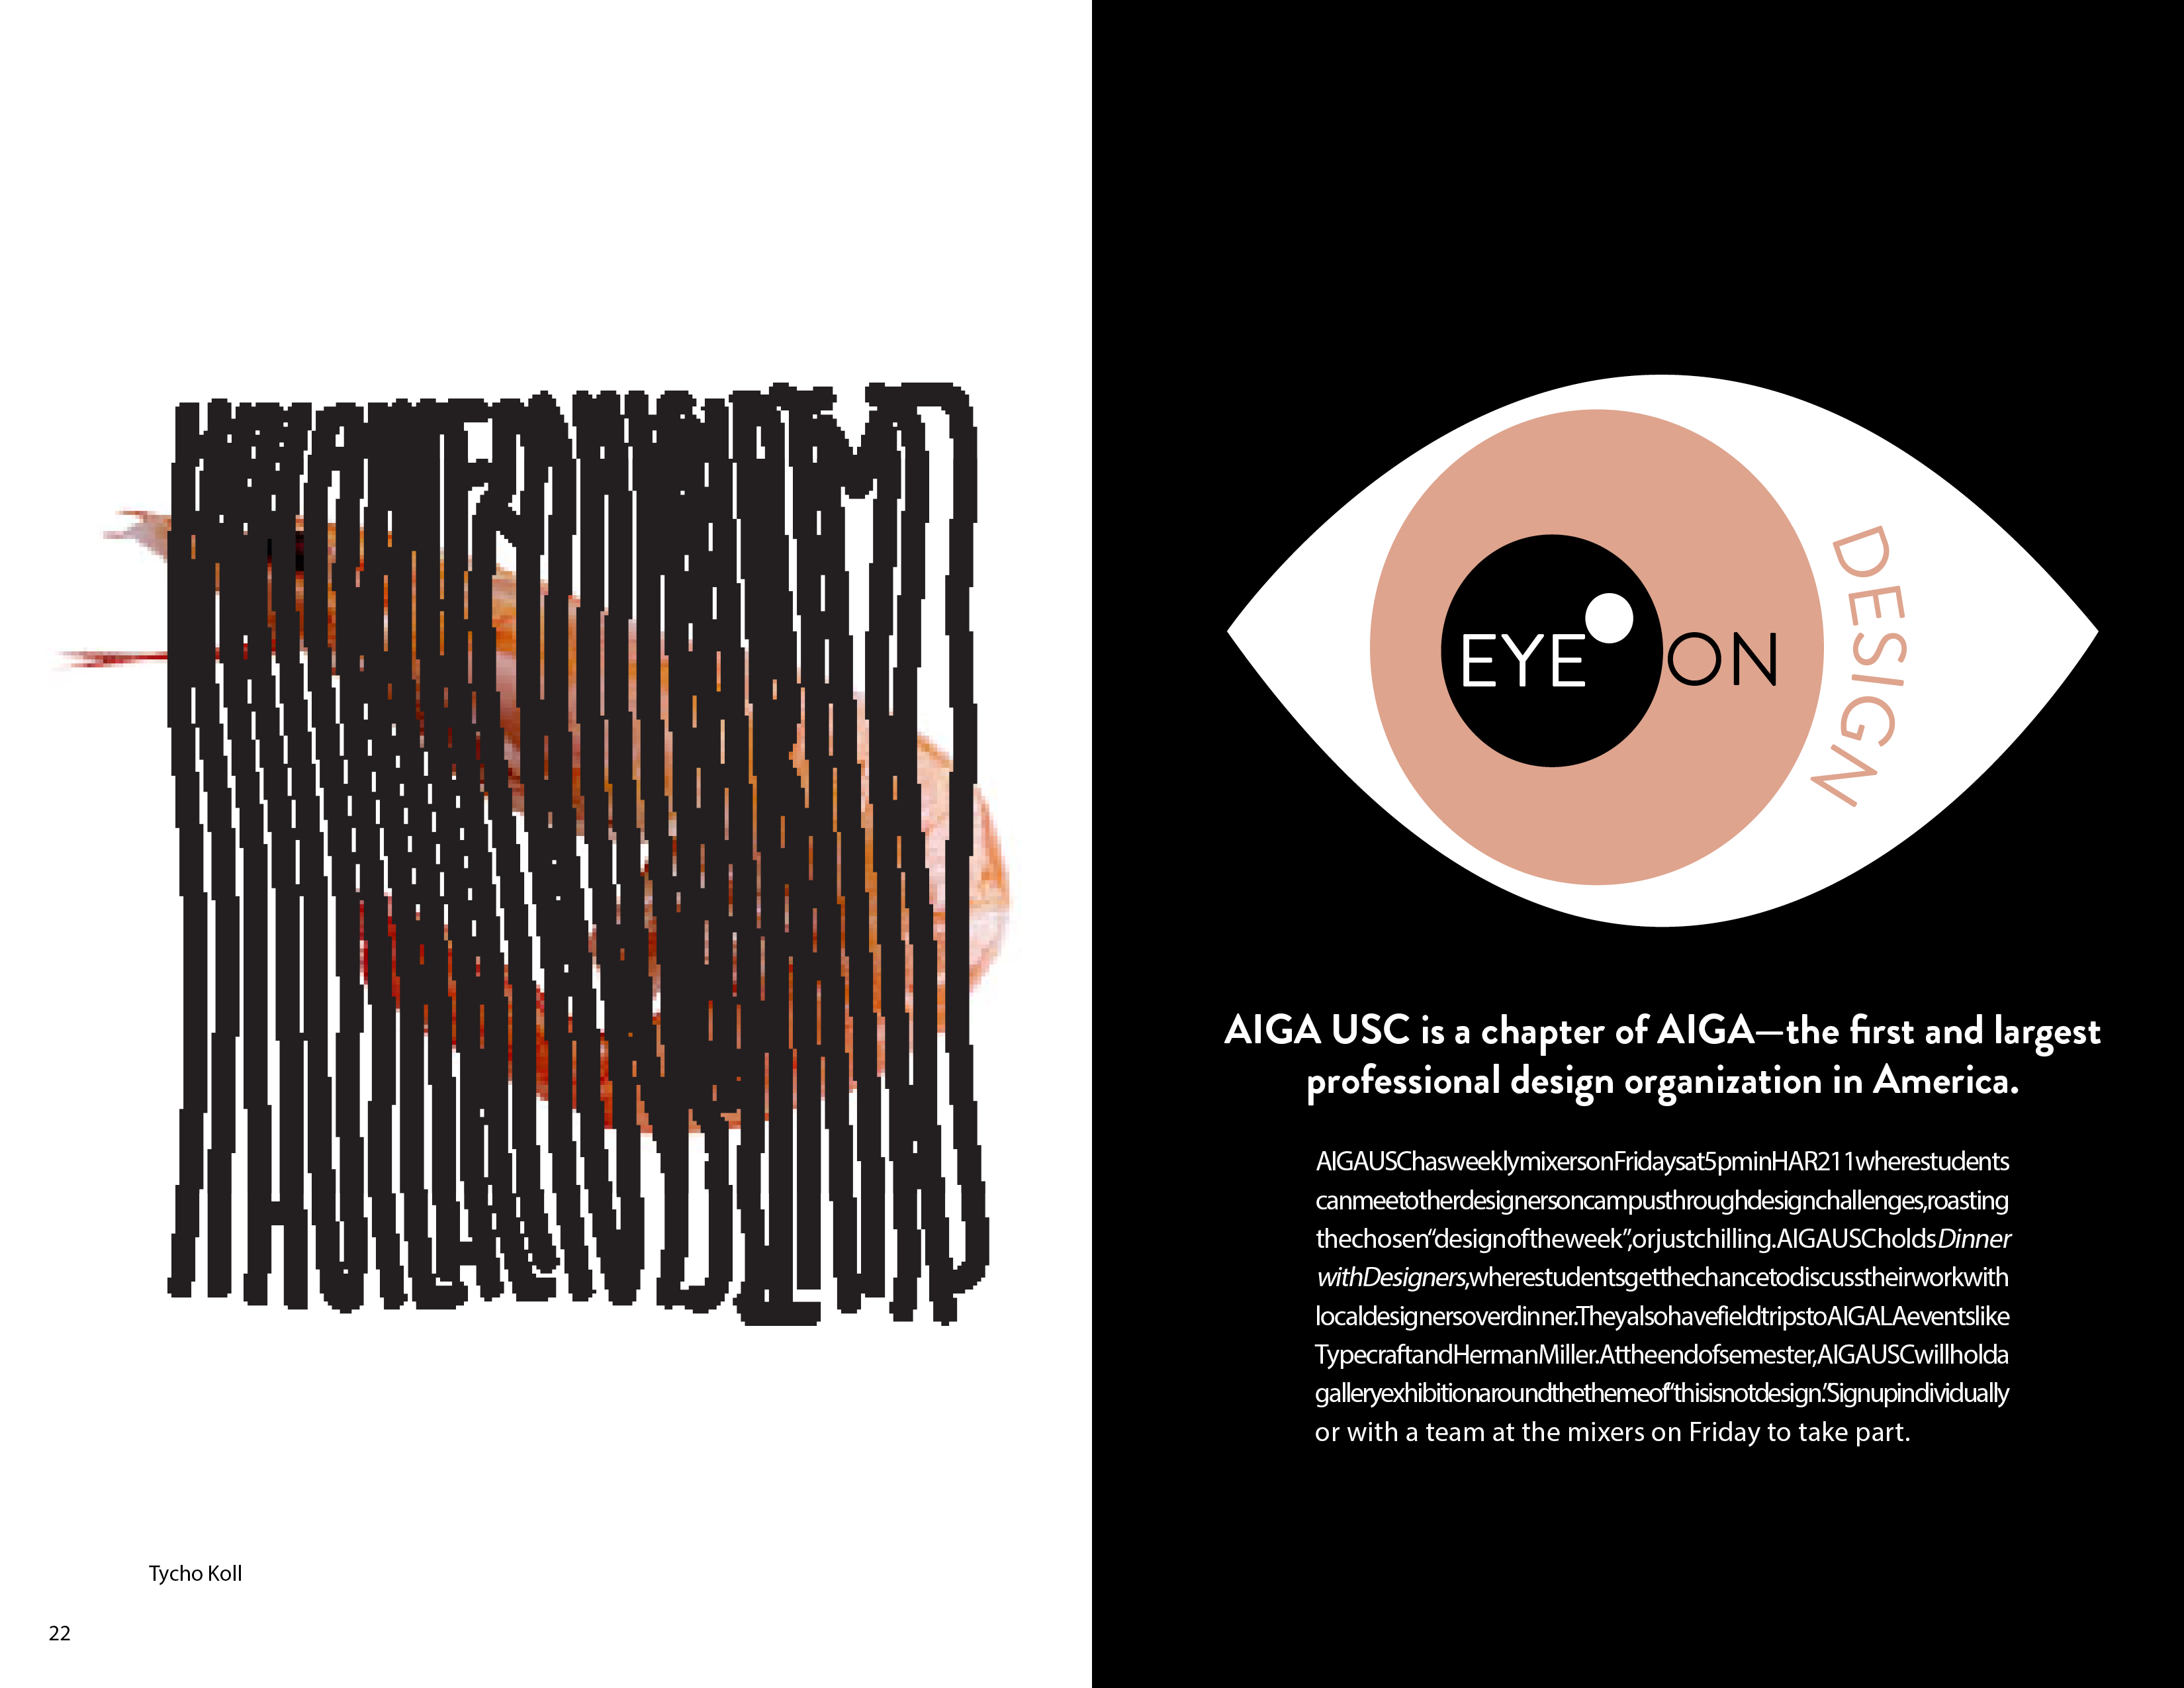 Tycho Koll
22
EYE ON
DESIGN
AIGA USC is a chapter of AIGA—the first and largest
professional design organization in America.
AIGAUSChasweeklymixersonFridaysat5pminHAR211wherestudents
canmeetotherdesignersoncampusthroughdesignchallenges,roasting
thechosen“designoftheweek”,orjustchilling.AIGAUSCholdsDinner
withDesigners,wherestudentsgetthechancetodiscusstheirworkwith
localdesignersoverdinner.TheyalsohavefieldtripstoAIGALAeventslike
TypecraftandHermanMiller.Attheendofsemester,AIGAUSCwillholda
galleryexhibitionaroundthethemeof“thisisnotdesign.”Signupindividually
or with a team at the mixers on Friday to take part.